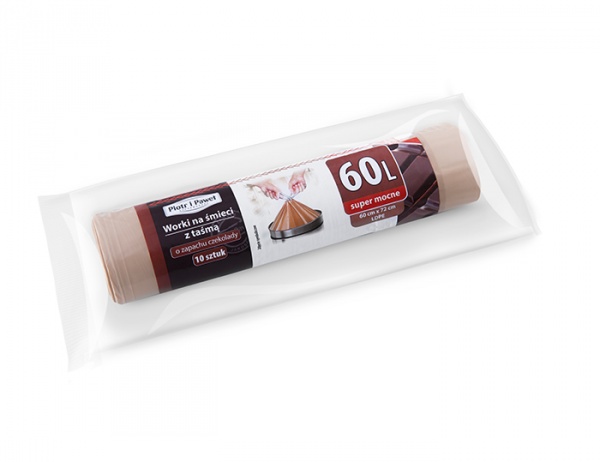 Piotr i Paweł
Worki na śmieci
z taśmą
o zapachu czekolady
10 sztuk
60L
super mocne
60 cm x 72 cm
LDPE